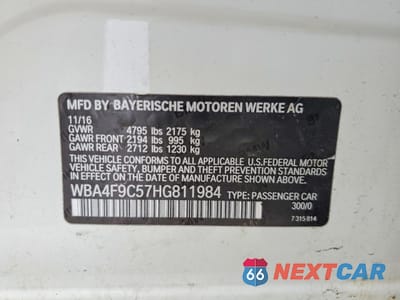 MFD BY BAYERISCHE MOTOREN WERKE AG
11/16
GVWR 4795 lbs 2175 kg
GAWR FRONT 2194 lbs 995 kg
GAWR REAR 2712 lbs 1230 kg
THIS VEHICLE CONFORMS TO ALL APPLICABLE
U.S.FEDERAL MOTOR
VEHICLE SAFETY, BUMPER AND THEFT PREVENTION STANDARDS
IN EFFECT ON THE DATE OF MANUFACTURE SHOWN ABOVE.
WBA4F9C57HG811984 TYPE: PASSENGER CAR
300/0
7315814
66 NEXTCAR